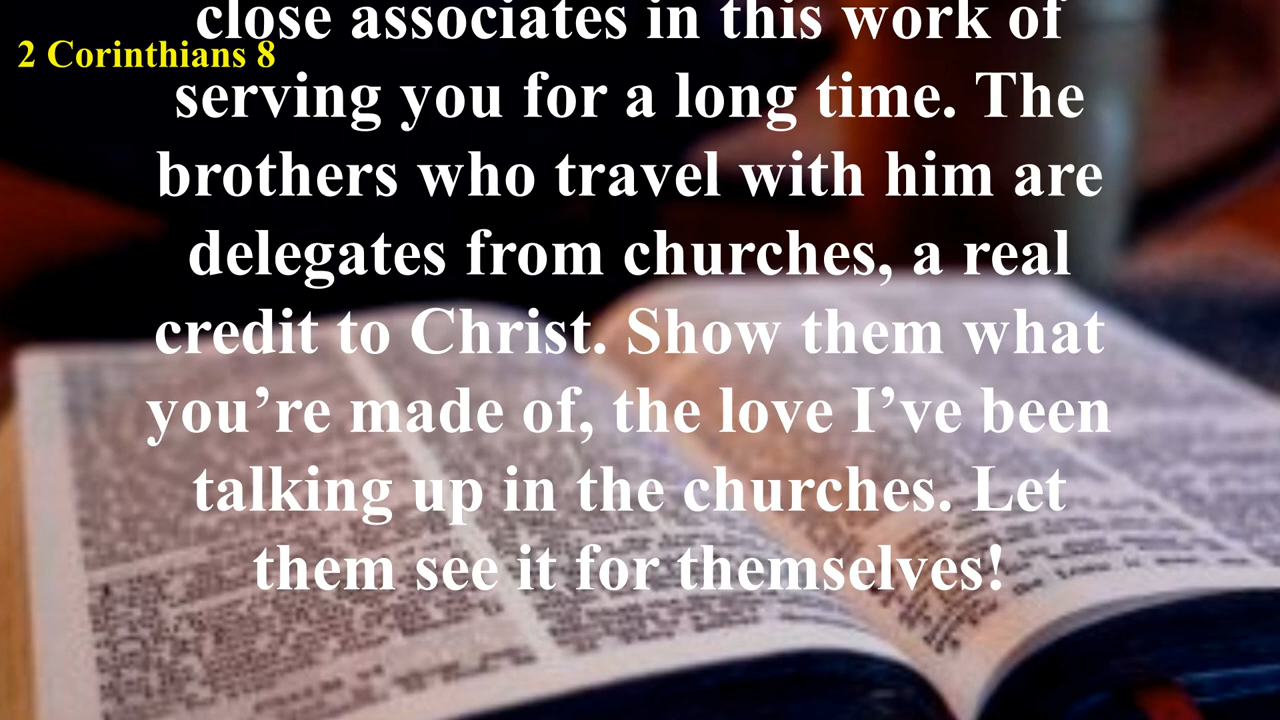 close associates in this work of
2 Corinthians 8
serving you for a long time. The
brothers who travel with him are
delegates from churches, a real
credit to Christ. Show them what
you’re made of, the love I’ve been
talking up in the churches. Let
them see it for themselves!